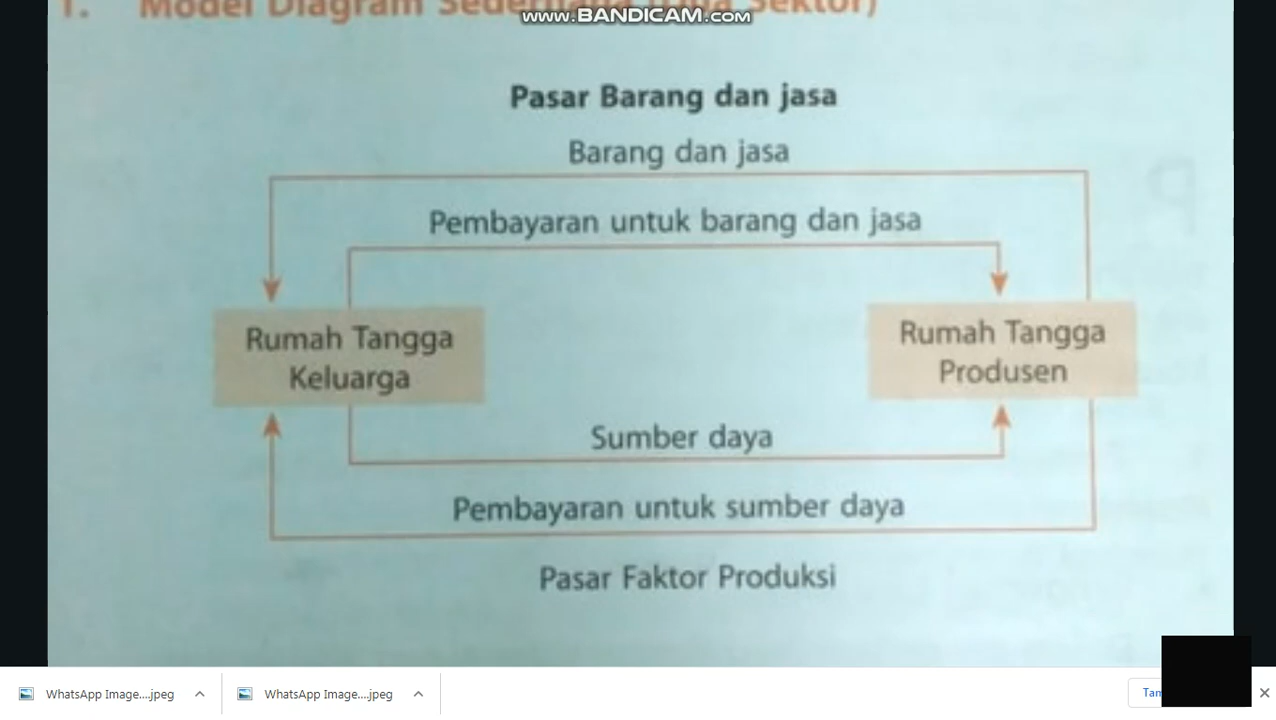 1. Model Diagram Sektor)
www.BANDICAM.com
Pasar Barang dan jasa
Barang dan jasa
Pembayaran untuk barang dan jasa
Rumah Tangga
Keluarga
Rumah Tangga
Produsen
Sumber daya
Pembayaran untuk sumber daya
Pasar Faktor Produksi
WhatsApp Image....jpeg
WhatsApp Image....jpeg